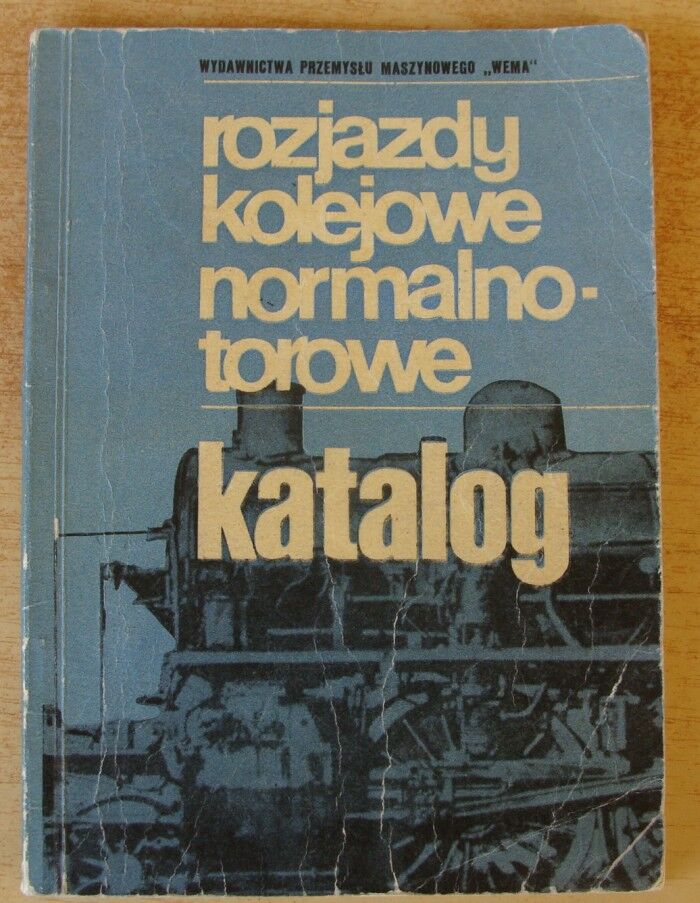 WYDAWNICTWA PRZEMYSŁU MASZYNOWEGO „WEMA“
rozjazdy
kolejowe
normalno-
torowe
katalog